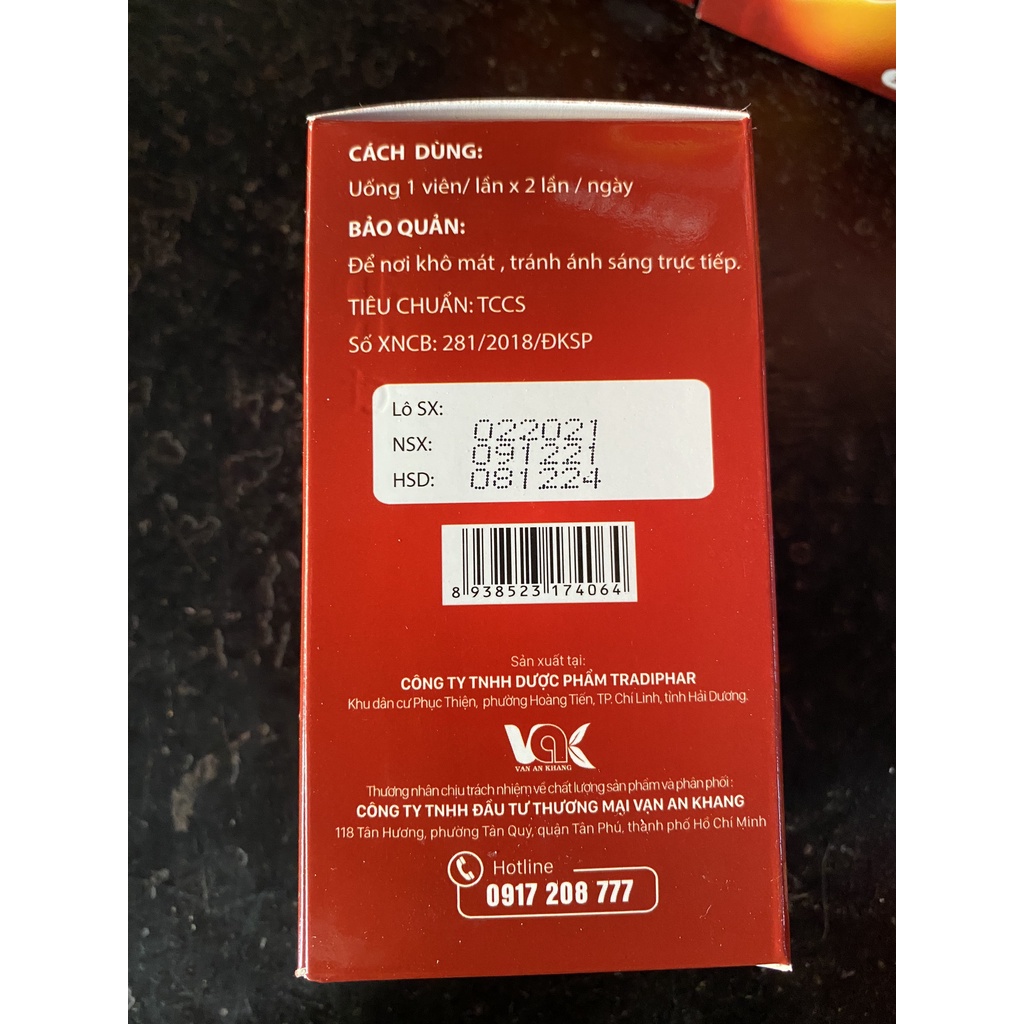 CÁCH DÙNG:
Uống 1 viên/ lần x 2 lần / ngày
BẢO QUẢN:
Để nơi khô mát , tránh ánh sáng trực tiếp.
TIÊU CHUẨN: TCCS
Số XNCB: 281/2018/ĐKSP
Lô SX: 022021
NSX: 091221
HSD: 081224
8 938523 174064
Sản xuất tại:
CÔNG TY TNHH DƯỢC PHẨM TRADIPHAR
Khu dân cư Phục Thiện, phường Hoàng Tiến, TP. Chí Linh, tỉnh Hải Dương.
VAK
VAN AN KHANG
Thương nhân chịu trách nhiệm về chất lượng sản phẩm và phân phối :
CÔNG TY TNHH ĐẦU TƯ THƯƠNG MẠI VẠN AN KHANG
118 Tân Hương, phường Tân Quý, quận Tân Phú, thành phố Hồ Chí Minh
Hotline
0917 208 777